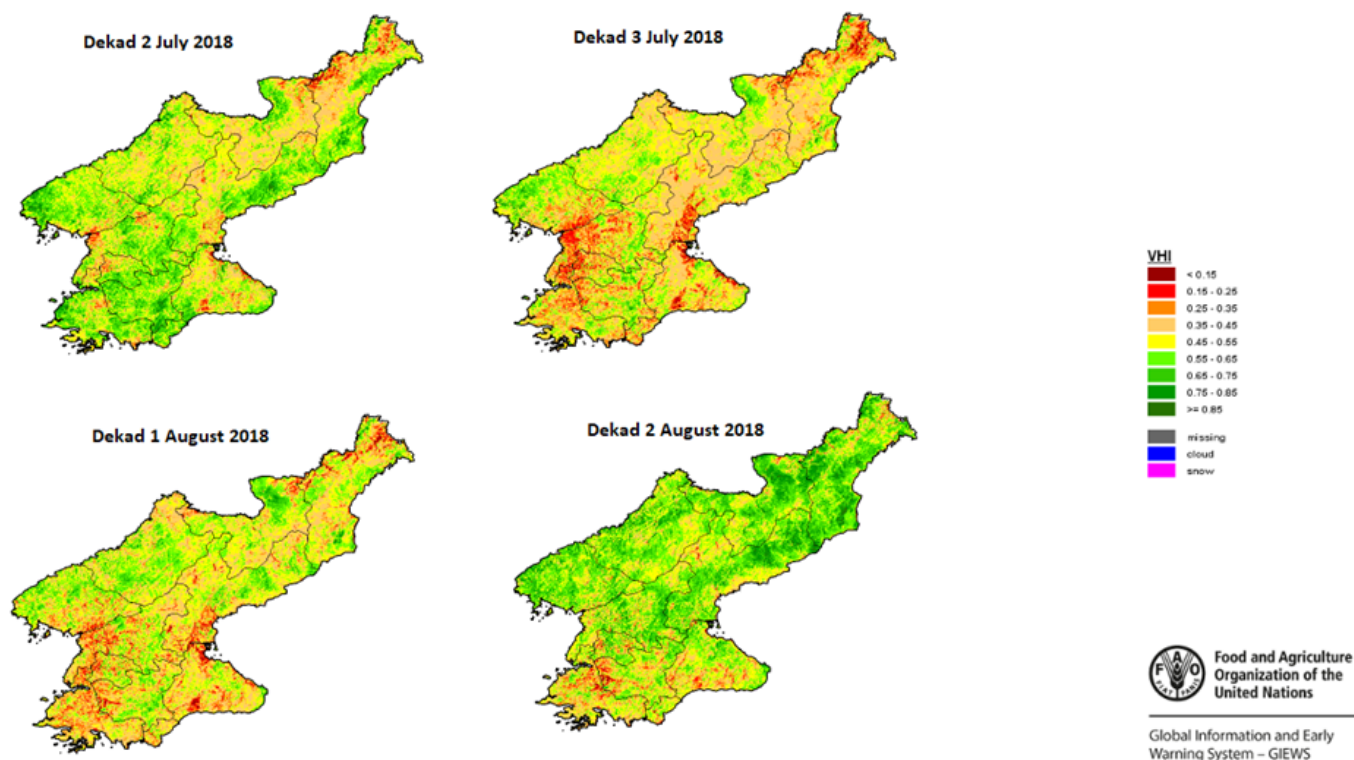 Dekad 2 July 2018
Dekad 3 July 2018
Dekad 1 August 2018
Dekad 2 August 2018
VHI
< 0.15
0.15 - 0.25
0.25 - 0.35
0.35 - 0.45
0.45 - 0.55
0.55 - 0.65
0.65 - 0.75
0.75 - 0.85
>= 0.85
missing
cloud
snow
F A O
FIAT PANIS
Food and Agriculture
Organization of the
United Nations
Global Information and Early
Warning System – GIEWS